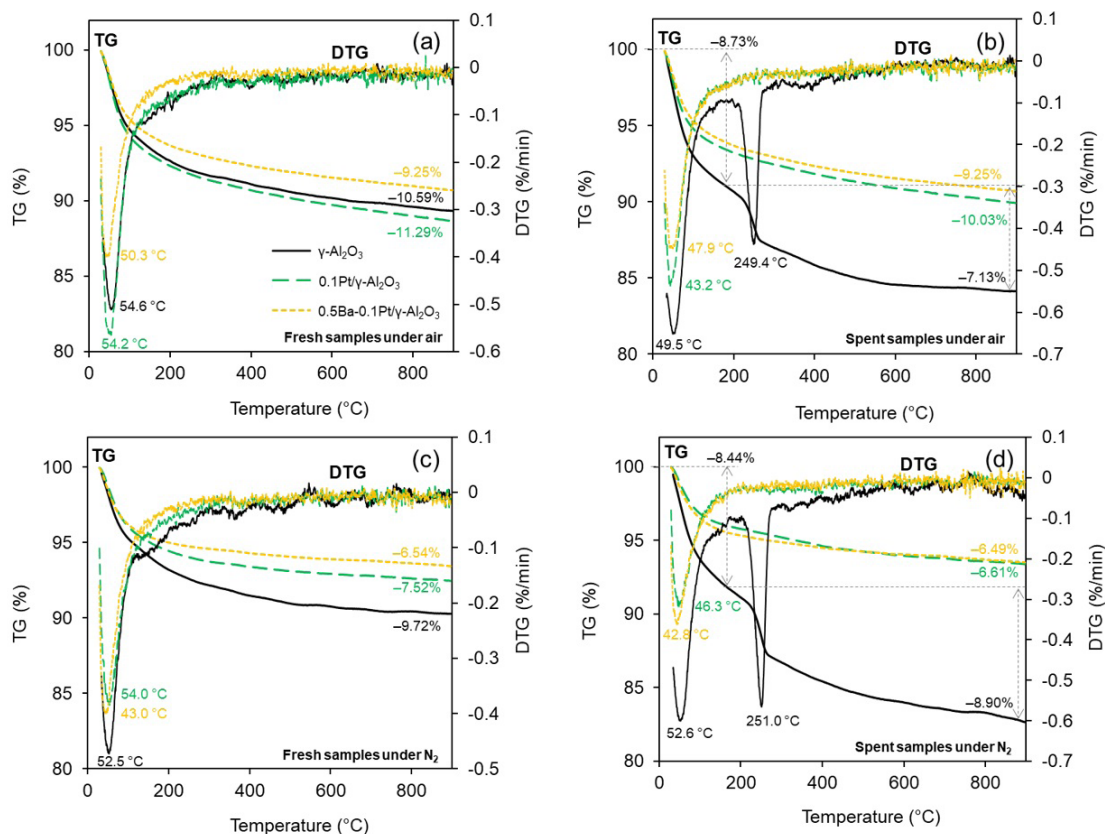 TG
DTG
(a)
100
95
90
85
80
TG (%)
0.1
0
-0.1
-0.2
-0.3
-0.4
-0.5
-0.6
DTG (%/min)
–9.25%
–10.59%
–11.29%
50.3 °C
54.6 °C
54.2 °C
γ-Al₂O₃
0.1Pt/γ-Al₂O₃
0.5Ba-0.1Pt/γ-Al₂O₃
Fresh samples under air
0 200 400 600 800
Temperature (°C)
TG
–8.73%
DTG
(b)
100
95
90
85
80
TG (%)
0.1
0
-0.1
-0.2
-0.3
-0.4
-0.5
-0.6
-0.7
DTG (%/min)
–9.25%
–10.03%
–7.13%
47.9 °C
43.2 °C
249.4 °C
49.5 °C
Spent samples under air
0 200 400 600 800
Temperature (°C)
TG
DTG
(c)
100
95
90
85
80
TG (%)
0.1
0
-0.1
-0.2
-0.3
-0.4
-0.5
DTG (%/min)
–6.54%
–7.52%
–9.72%
54.0 °C
43.0 °C
52.5 °C
Fresh samples under N₂
0 200 400 600 800
Temperature (°C)
TG
–8.44%
DTG
(d)
100
95
90
85
80
TG (%)
0.1
0
-0.1
-0.2
-0.3
-0.4
-0.5
-0.6
-0.7
DTG (%/min)
–6.49%
–6.61%
–8.90%
46.3 °C
42.8 °C
52.6 °C
251.0 °C
Spent samples under N₂
0 200 400 600 800
Temperature (°C)